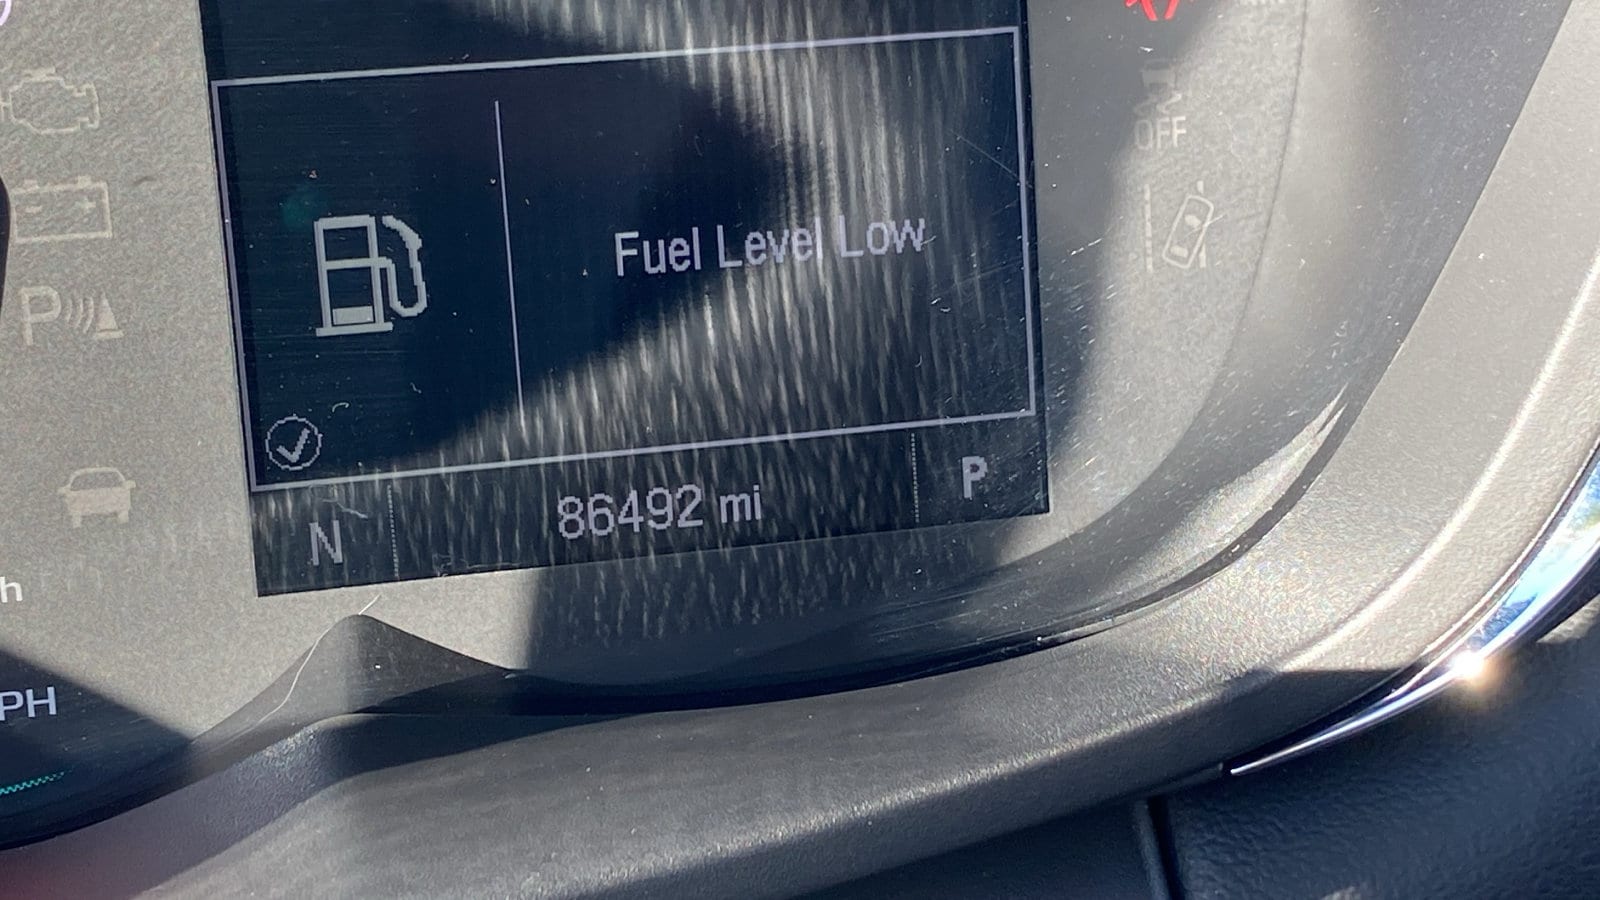 Fuel Level Low
N
86492 mi
P
OFF
P
h
PH